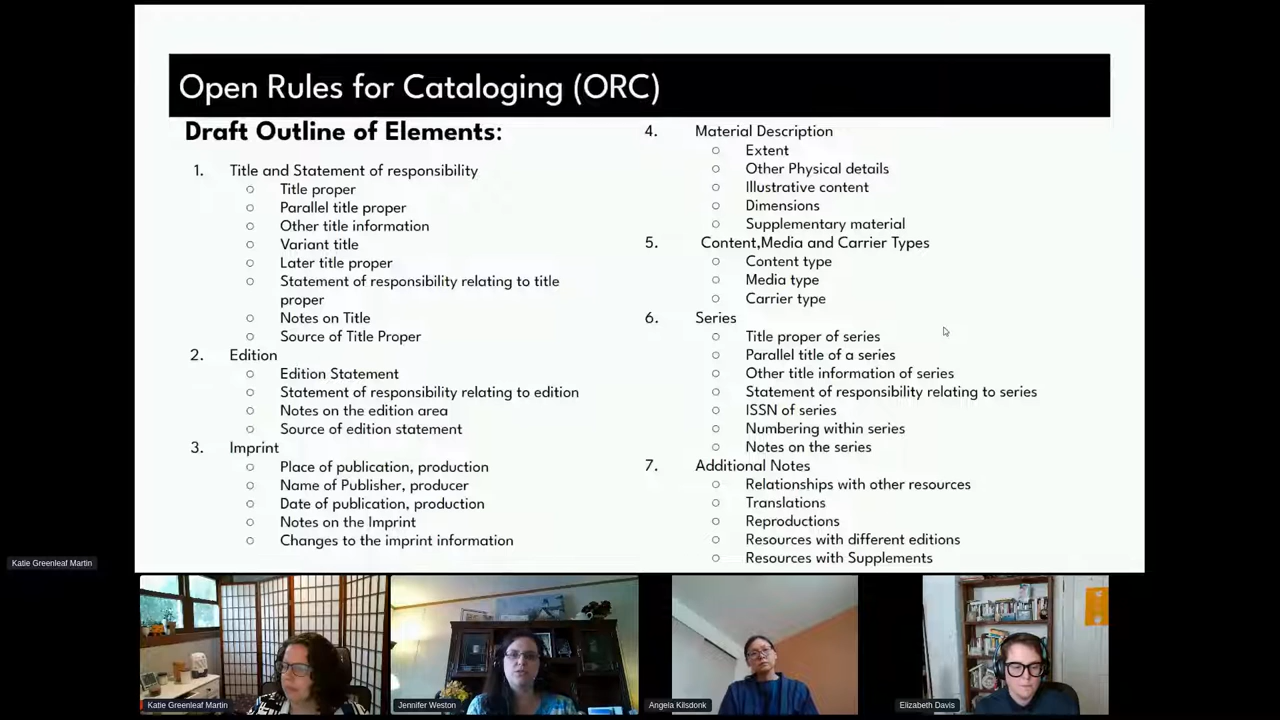 Open Rules for Cataloging (ORC)
Draft Outline of Elements:
1. Title and Statement of responsibility
○ Title proper
○ Parallel title proper
○ Other title information
○ Variant title
○ Later title proper
○ Statement of responsibility relating to title
proper
○ Notes on Title
○ Source of Title Proper
2. Edition
○ Edition Statement
○ Statement of responsibility relating to edition
○ Notes on the edition area
○ Source of edition statement
3. Imprint
○ Place of publication, production
○ Name of Publisher, producer
○ Date of publication, production
○ Notes on the Imprint
○ Changes to the imprint information
4. Material Description
○ Extent
○ Other Physical details
○ Illustrative content
○ Dimensions
○ Supplementary material
5. Content,Media and Carrier Types
○ Content type
○ Media type
○ Carrier type
6. Series
○ Title proper of series
○ Parallel title of a series
○ Other title information of series
○ Statement of responsibility relating to series
○ ISSN of series
○ Numbering within series
○ Notes on the series
7. Additional Notes
○ Relationships with other resources
○ Translations
○ Reproductions
○ Resources with different editions
○ Resources with Supplements
Katie Greenleaf Martin
Katie Greenleaf Martin
Jennifer Weston
Angela Kilsdonk
Elizabeth Davis